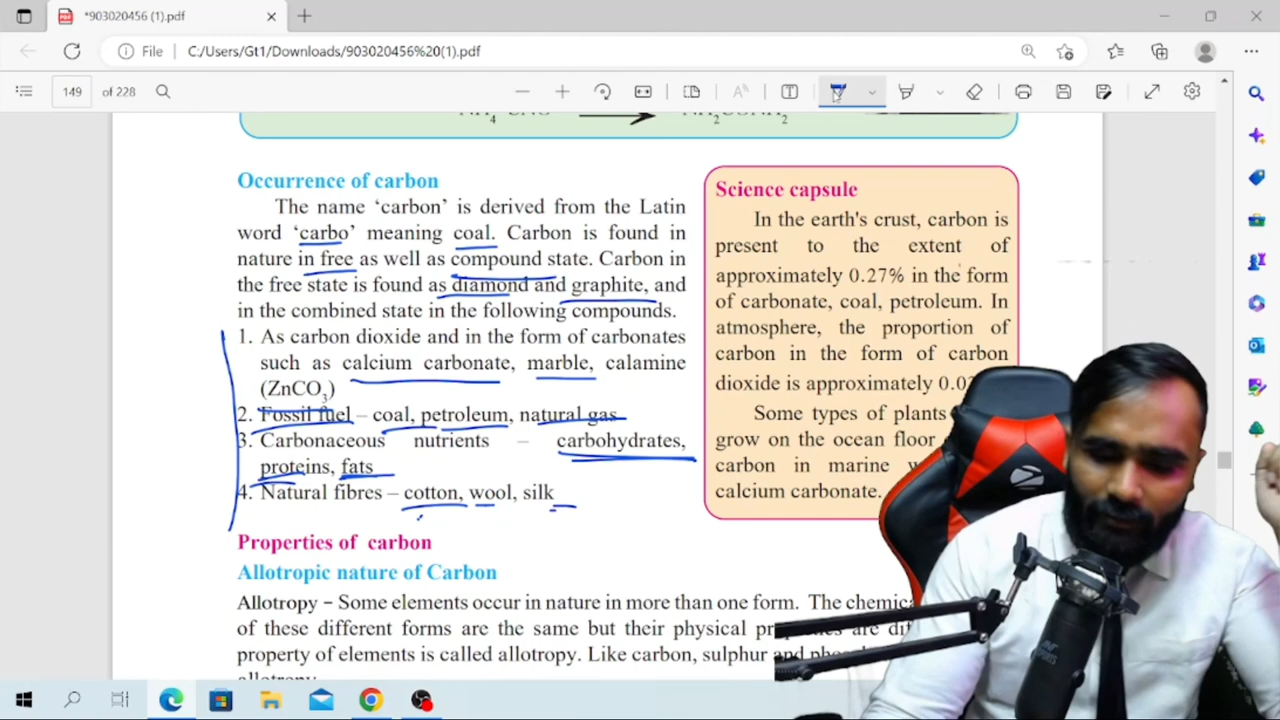 *903020456 (1).pdf
File
C:/Users/Gt1/Downloads/903020456%20(1).pdf
149 of 228
Occurrence of carbon
The name ‘carbon’ is derived from the Latin
word ‘carbo’ meaning coal. Carbon is found in
nature in free as well as compound state. Carbon in
the free state is found as diamond and graphite, and
in the combined state in the following compounds.
1. As carbon dioxide and in the form of carbonates
such as calcium carbonate, marble, calamine
(ZnCO3)
2. Fossil fuel – coal, petroleum, natural gas
3. Carbonaceous nutrients – carbohydrates,
proteins, fats
4. Natural fibres – cotton, wool, silk
Science capsule
In the earth's crust, carbon is
present to the extent of
approximately 0.27% in the form
of carbonate, coal, petroleum. In
atmosphere, the proportion of
carbon in the form of carbon
dioxide is approximately
Some types of plants
grow on the ocean floor
carbon in marine
calcium carbonate.
Properties of carbon
Allotropic nature of Carbon
Allotropy – Some elements occur in nature in more than one form. The
of these different forms are the same but their physical are
property of elements is called allotropy. Like carbon, sulphur and